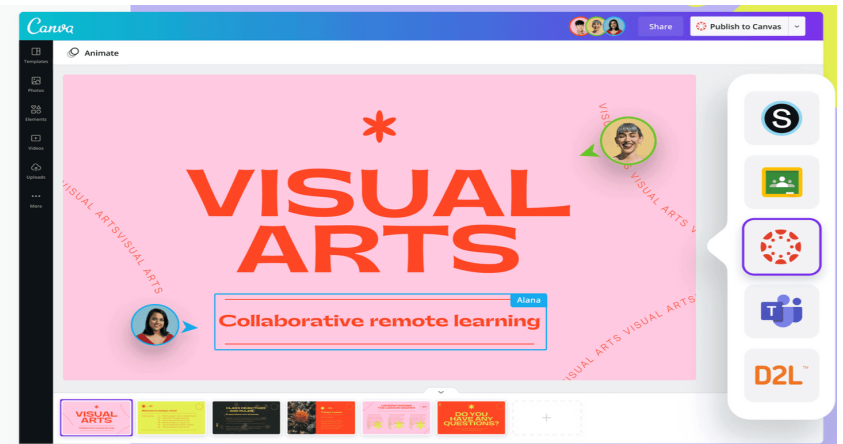 Canva
Share
Publish to Canvas
Animate
Templates
Photos
Elements
Videos
Uploads
More
VISUAL
ARTS
Alana
Collaborative remote learning
VISUAL ARTSVISUAL ARTS
VISUAL ARTS
VISUAL ARTS VISUAL ARTS
S
T
D2L
VISUAL
ARTS
DO YOU
HAVE ANY
QUESTIONS?